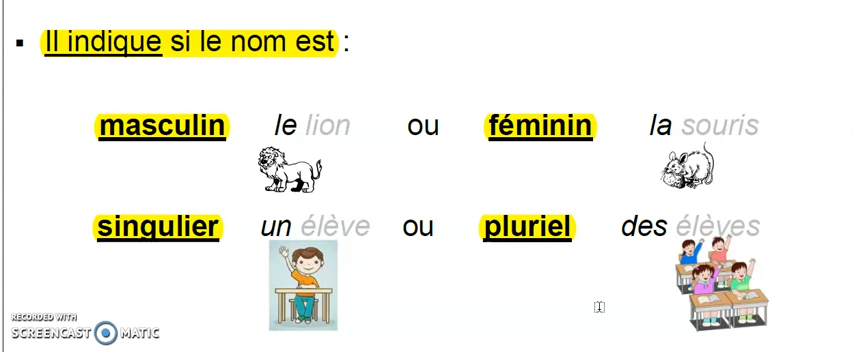 ▪ Il indique si le nom est :
masculin le lion ou féminin la souris
singulier un élève ou pluriel des élèves
RECORDED WITH
SCREENCAST MATIC